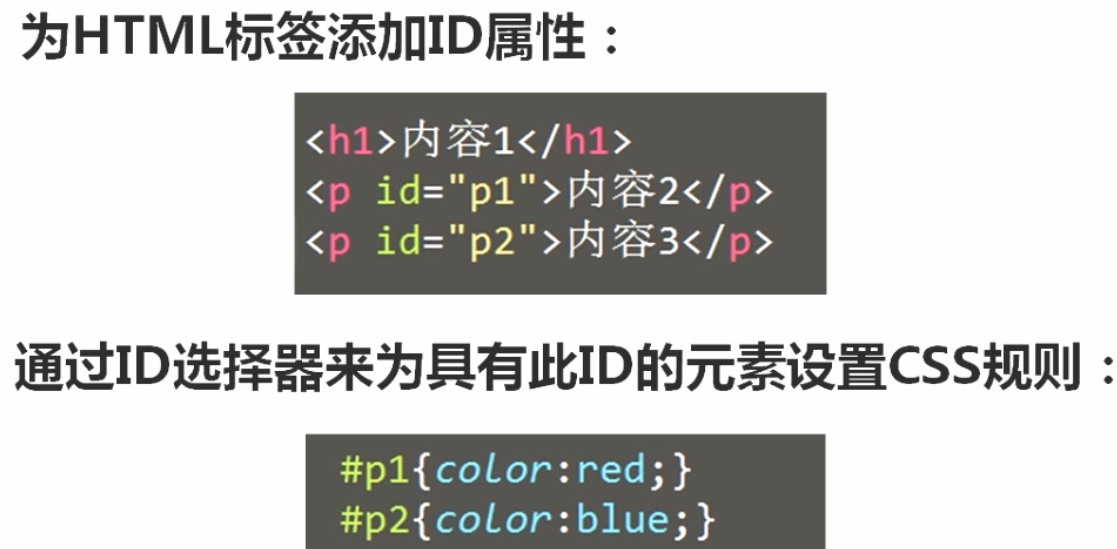 为HTML标签添加ID属性：
<h1>内容1</h1>
<p id="p1">内容2</p>
<p id="p2">内容3</p>
通过ID选择器来为具有此ID的元素设置CSS规则：
#p1{color:red;}
#p2{color:blue;}